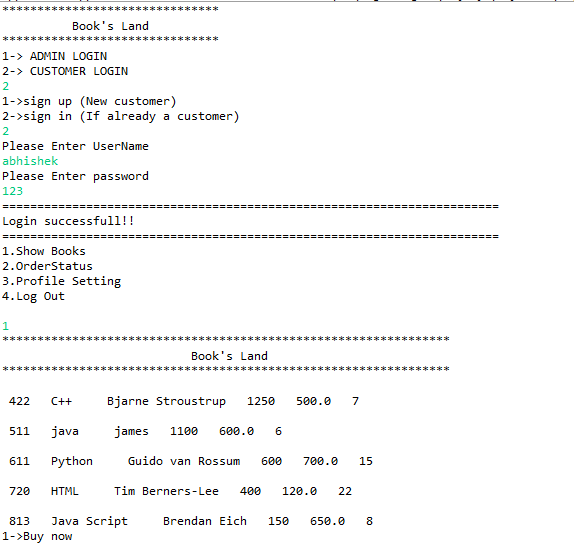 *******************************
Book's Land
*******************************
1-> ADMIN LOGIN
2-> CUSTOMER LOGIN
2
1->sign up (New customer)
2->sign in (If already a customer)
2
Please Enter UserName
abhishek
Please Enter password
123
=======================================================================
Login successfull!!
=======================================================================
1.Show Books
2.OrderStatus
3.Profile Setting
4.Log Out
1
****************************************************************
Book's Land
****************************************************************
422 C++ Bjarne Stroustrup 1250 500.0 7
511 java james 1100 600.0 6
611 Python Guido van Rossum 600 700.0 15
720 HTML Tim Berners-Lee 400 120.0 22
813 Java Script Brendan Eich 150 650.0 8
1->Buy now